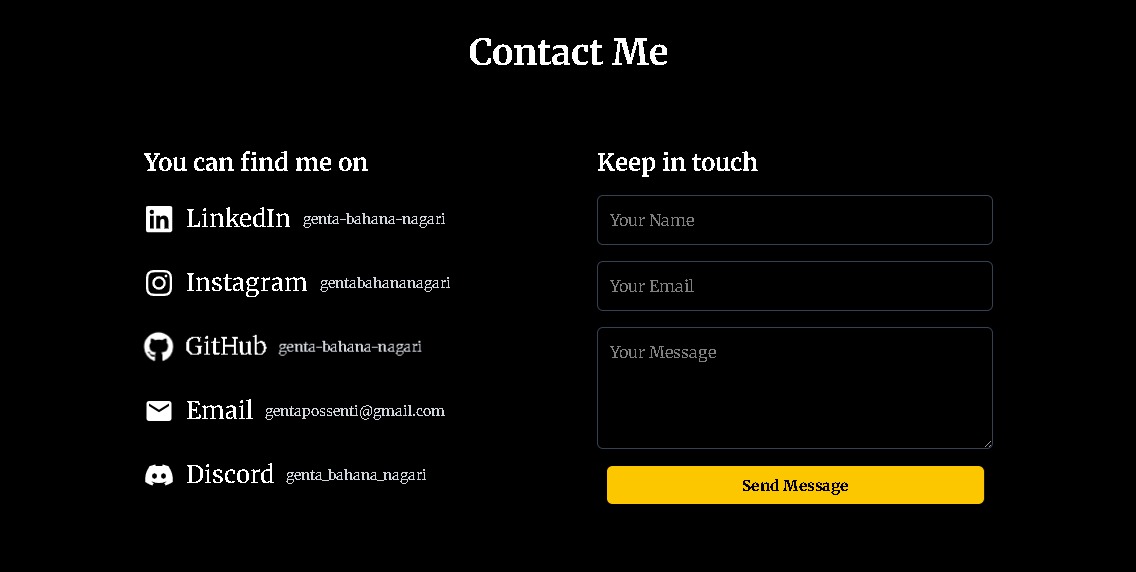 Contact Me
You can find me on
LinkedIn genta-bahana-nagari
Instagram gentabahananagari
GitHub genta-bahana-nagari
Email gentapossenti@gmail.com
Discord genta_bahana_nagari
Keep in touch
Your Name
Your Email
Your Message
Send Message